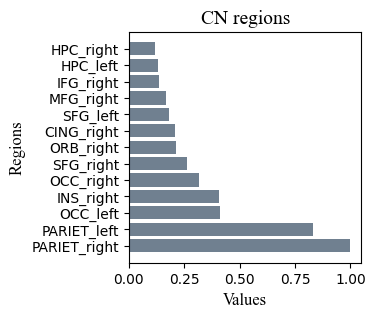 CN regions
HPC_right
HPC_left
IFG_right
MFG_right
SFG_left
CING_right
ORB_right
SFG_right
OCC_right
INS_right
OCC_left
PARIET_left
PARIET_right
Regions
0.00 0.25 0.50 0.75 1.00
Values